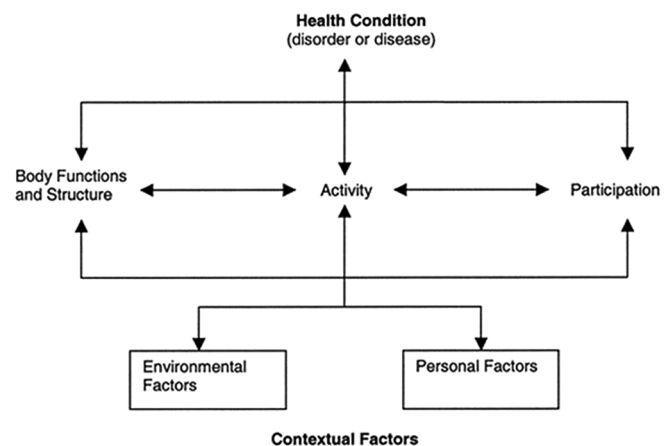 Health Condition
(disorder or disease)
Body Functions
and Structure
Activity
Participation
Environmental
Factors
Personal Factors
Contextual Factors